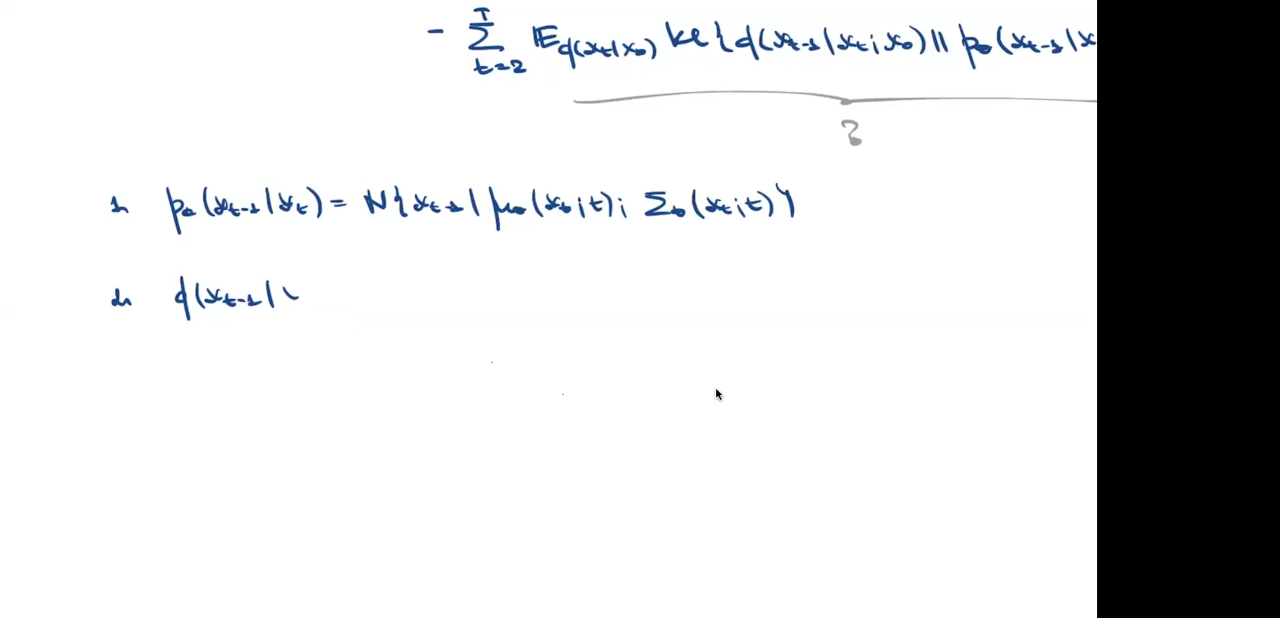 - Σ_{t=2}^{T} 𝔼_{q(x_t|x_0)} KL{q(x_{t-1}|x_t; x_0) || p_θ(x_{t-1}|x
?
1. p_θ(x_{t-1}|x_t) = N{x_{t-1} | μ_θ(x_t; t); Σ_θ(x_t; t)}
2. q(x_{t-1}|